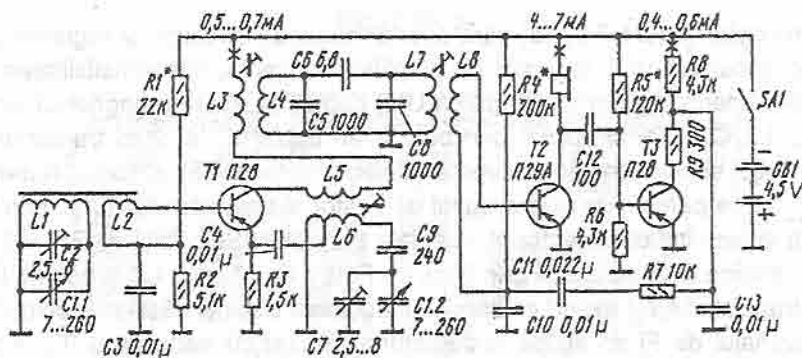 0,5...0,7мА
4...7мА
0,4...0,6мА
R1*
22к
L3
L4
C6 6,8
L7
L8
C5 1000
C8
1000
R4*
200к
R5*
120к
R8
4,3к
SA1
T1 П28
L5
L6
T2
П29А
C12
100
T3
П28
R9 300
GB1
4,5 V
L1
L2
C2
2,5...8
C1.1
7...260
C3 0,01μ
C4
0,01μ
R2
5,1к
R3
1,5к
C9
240
C7 2,5...8
C1.2
7...260
R6
4,3к
C11 0,022μ
R7 10к
C10 0,01μ
C13
0,01μ